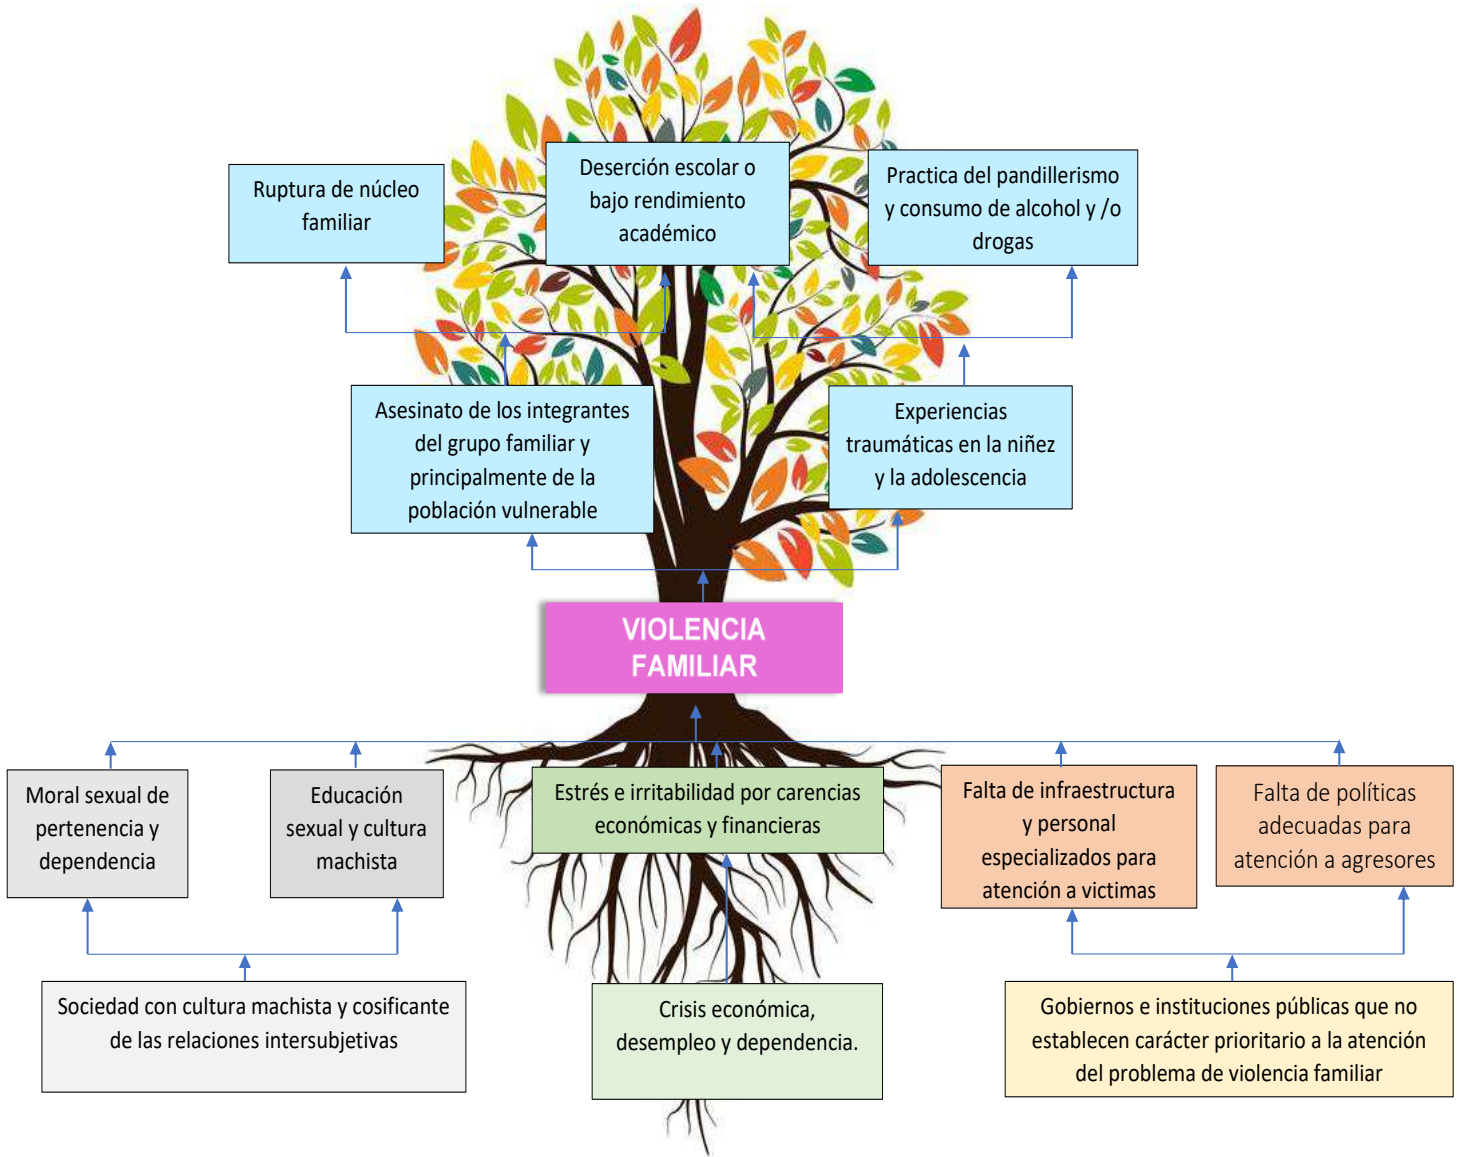 Ruptura de núcleo
familiar
Deserción escolar o
bajo rendimiento
académico
Practica del pandillerismo
y consumo de alcohol y /o
drogas
Asesinato de los integrantes
del grupo familiar y
principalmente de la
población vulnerable
Experiencias
traumáticas en la niñez
y la adolescencia
VIOLENCIA
FAMILIAR
Moral sexual de
pertenencia y
dependencia
Educación
sexual y cultura
machista
Estrés e irritabilidad por carencias
económicas y financieras
Falta de infraestructura
y personal
especializados para
atención a victimas
Falta de políticas
adecuadas para
atención a agresores
Sociedad con cultura machista y cosificante
de las relaciones intersubjetivas
Crisis económica,
desempleo y dependencia.
Gobiernos e instituciones públicas que no
establecen carácter prioritario a la atención
del problema de violencia familiar